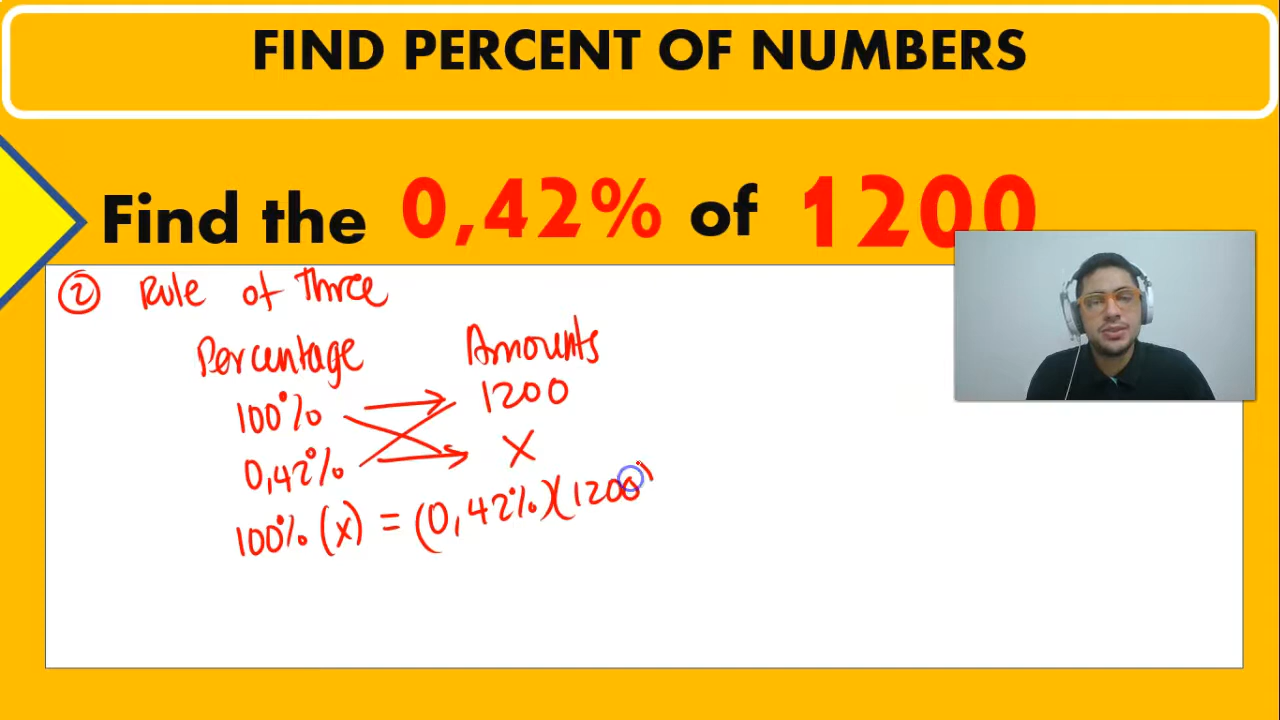 FIND PERCENT OF NUMBERS
Find the 0,42% of 1200
② Rule of Three
Percentage Amounts
100% 1200
0,42% X
100% (x) = (0,42%)(1200)